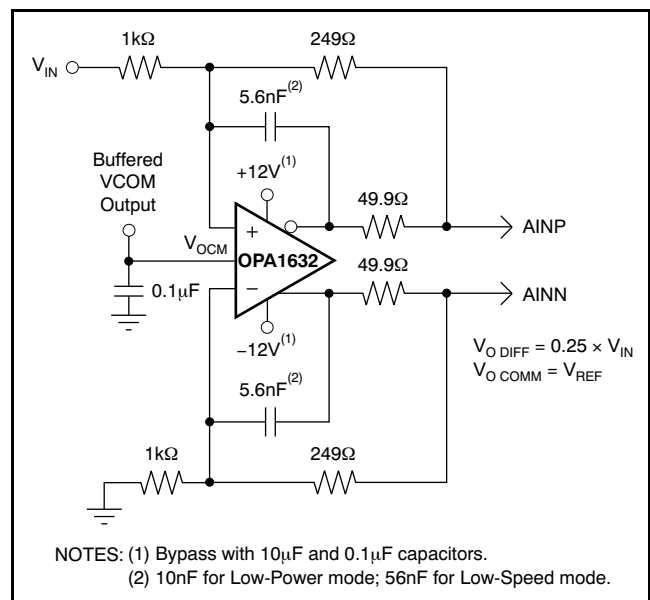 1kΩ
249Ω
V_IN
5.6nF(2)
Buffered
VCOM
Output
+12V(1)
49.9Ω
AINP
V_OCM
+
OPA1632
−
49.9Ω
0.1μF
AINN
−12V(1)
V_O DIFF = 0.25 × V_IN
V_O COMM = V_REF
5.6nF(2)
1kΩ
249Ω
NOTES: (1) Bypass with 10μF and 0.1μF capacitors.
(2) 10nF for Low-Power mode; 56nF for Low-Speed mode.